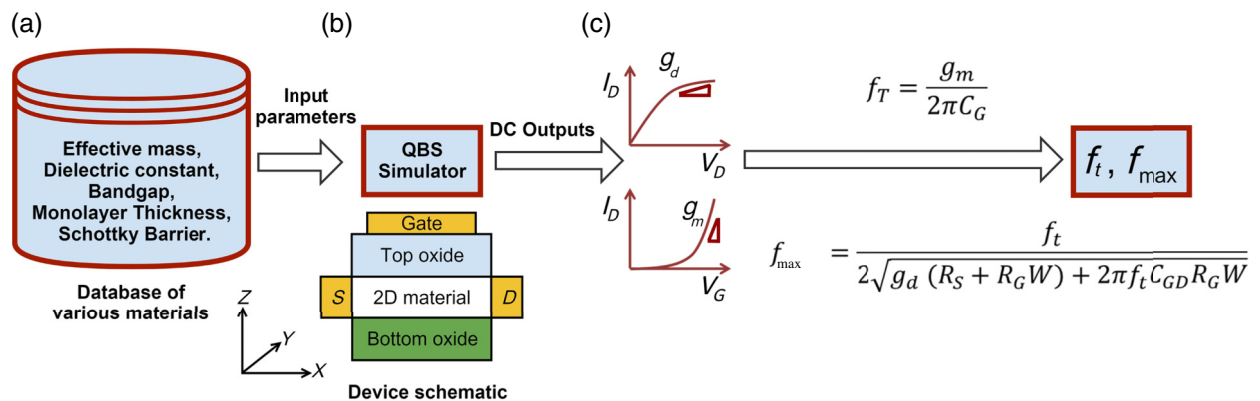 (a)
Effective mass,
Dielectric constant,
Bandgap,
Monolayer Thickness,
Schottky Barrier.
Database of
various materials
Input
parameters
(b)
QBS
Simulator
Gate
Top oxide
S 2D material D
Bottom oxide
Device schematic
Z
Y
X
DC Outputs
(c)
g_d
I_D
V_D
I_D
g_m
V_G
f_T = g_m / 2πC_G
f_max = f_t / 2√(g_d (R_S + R_G W) + 2πf_t C_GD R_G W)
f_t, f_max